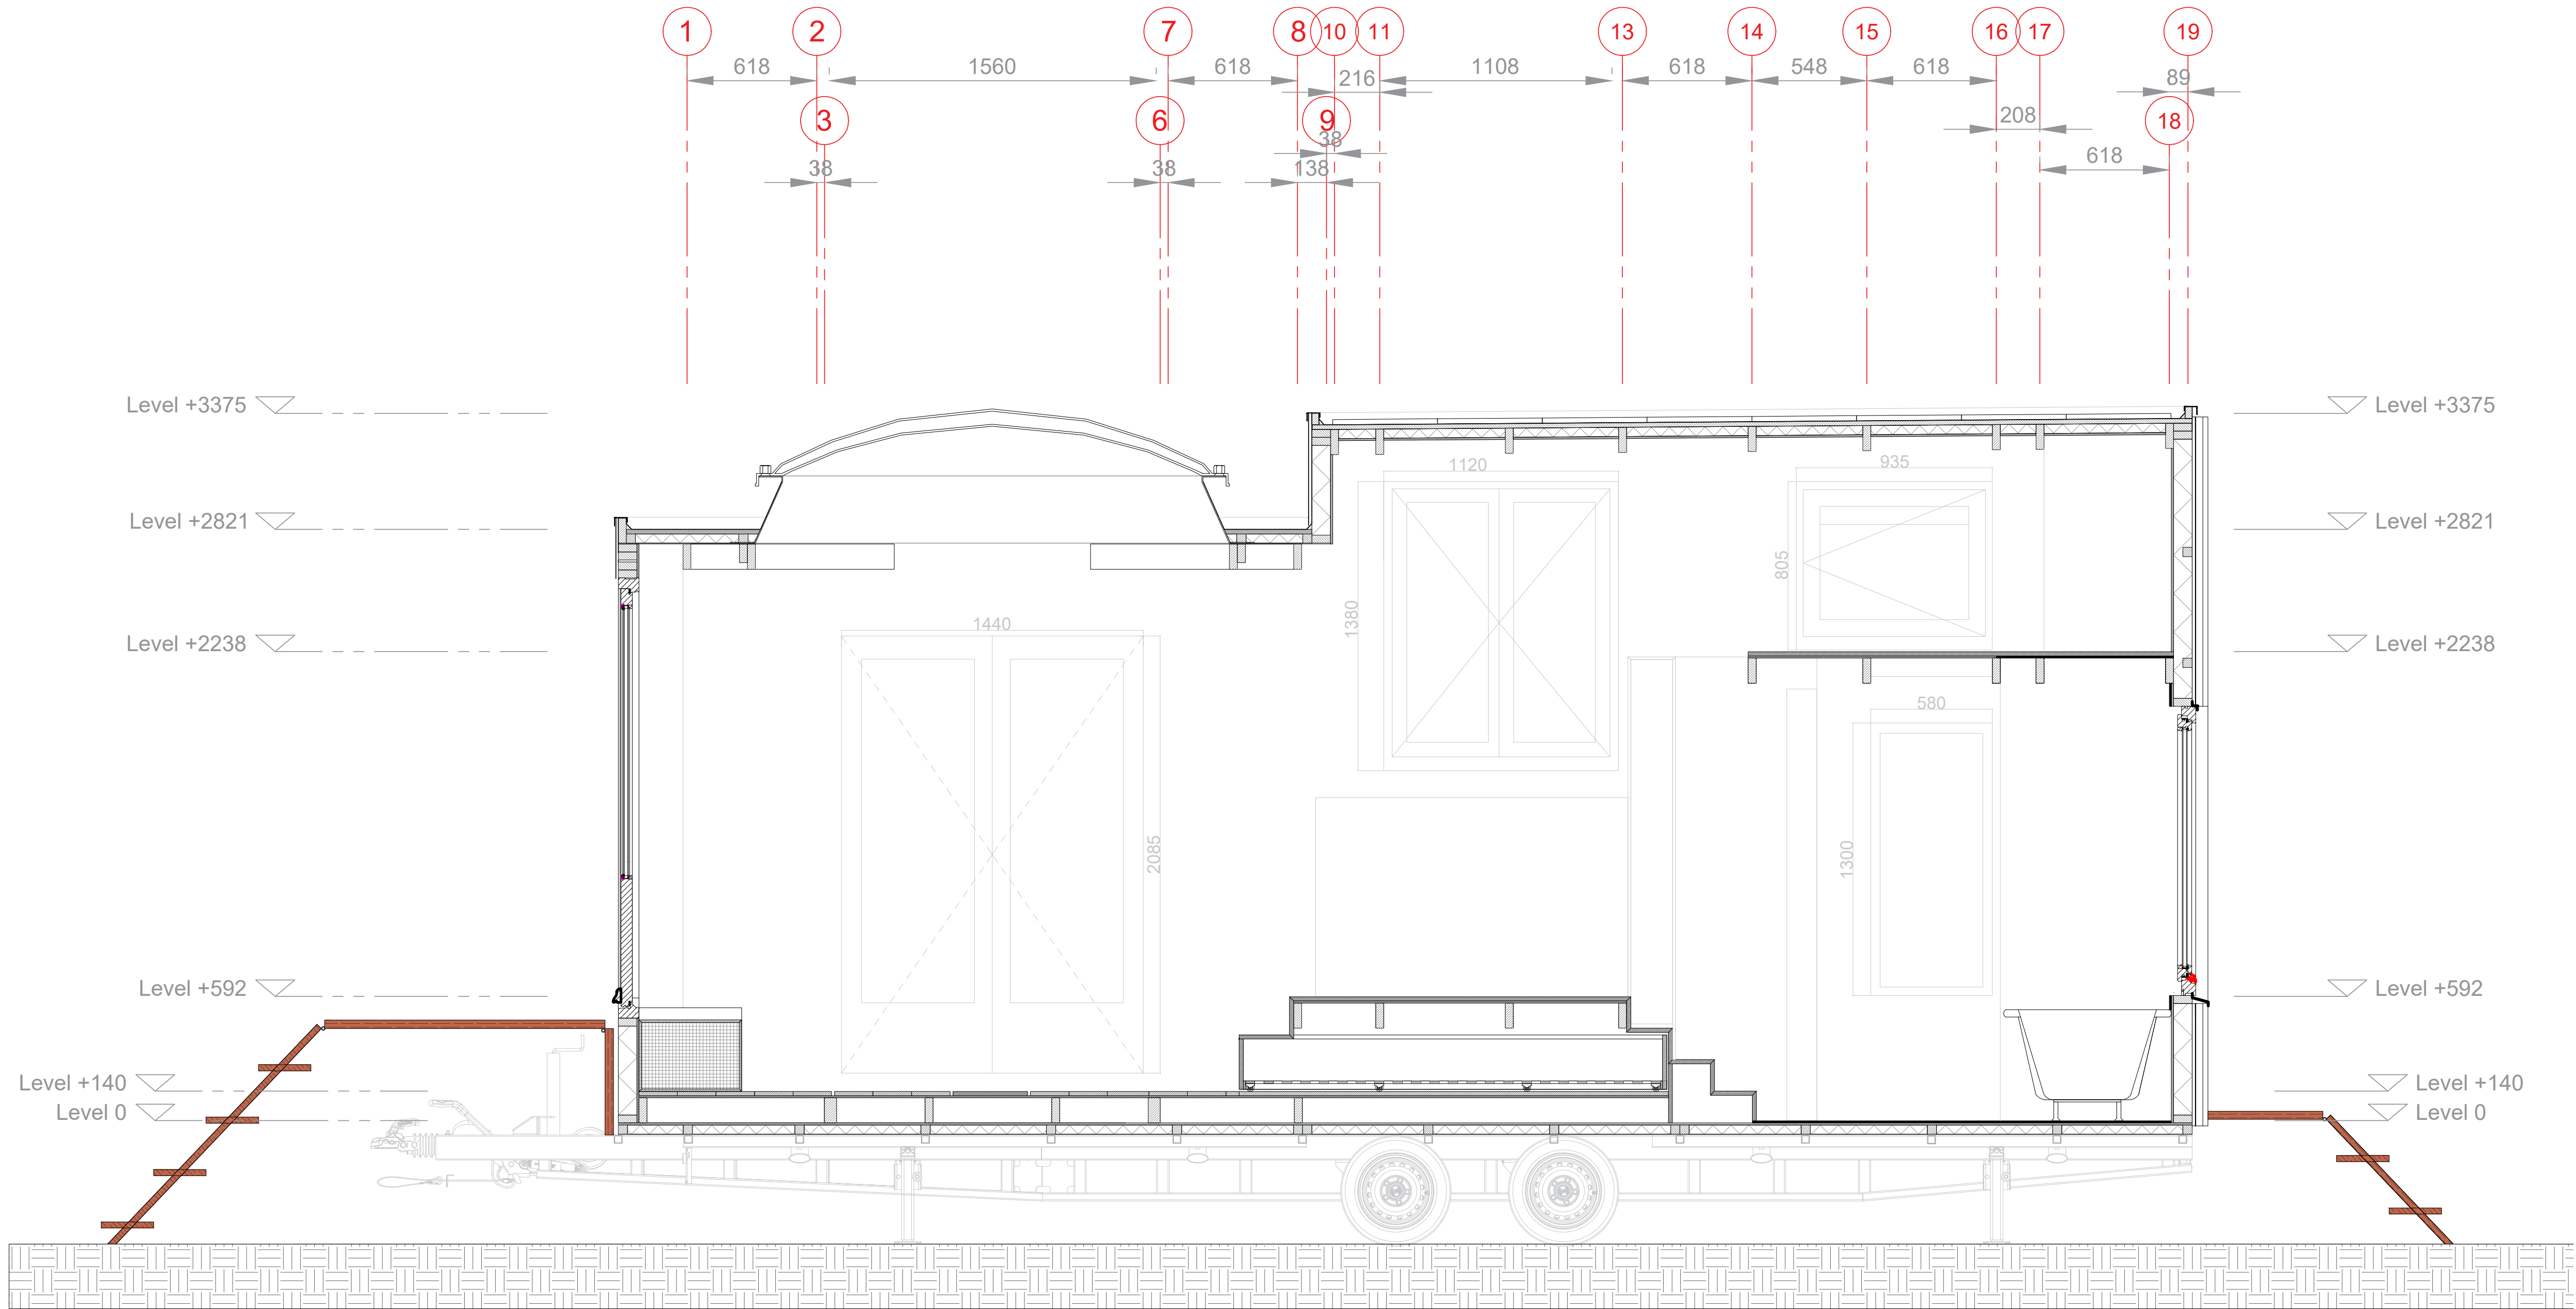 1 2 7 8 10 11 13 14 15 16 17 19
618 1560 618 1108 618 548 618
216 89
3 6 9 18
208
38
618
38 38 138
Level +3375 Level +3375
1120 935
Level +2821 Level +2821
805
1380
1440
Level +2238 Level +2238
580
2085
1300
Level +592 Level +592
Level +140 Level +140
Level 0 Level 0